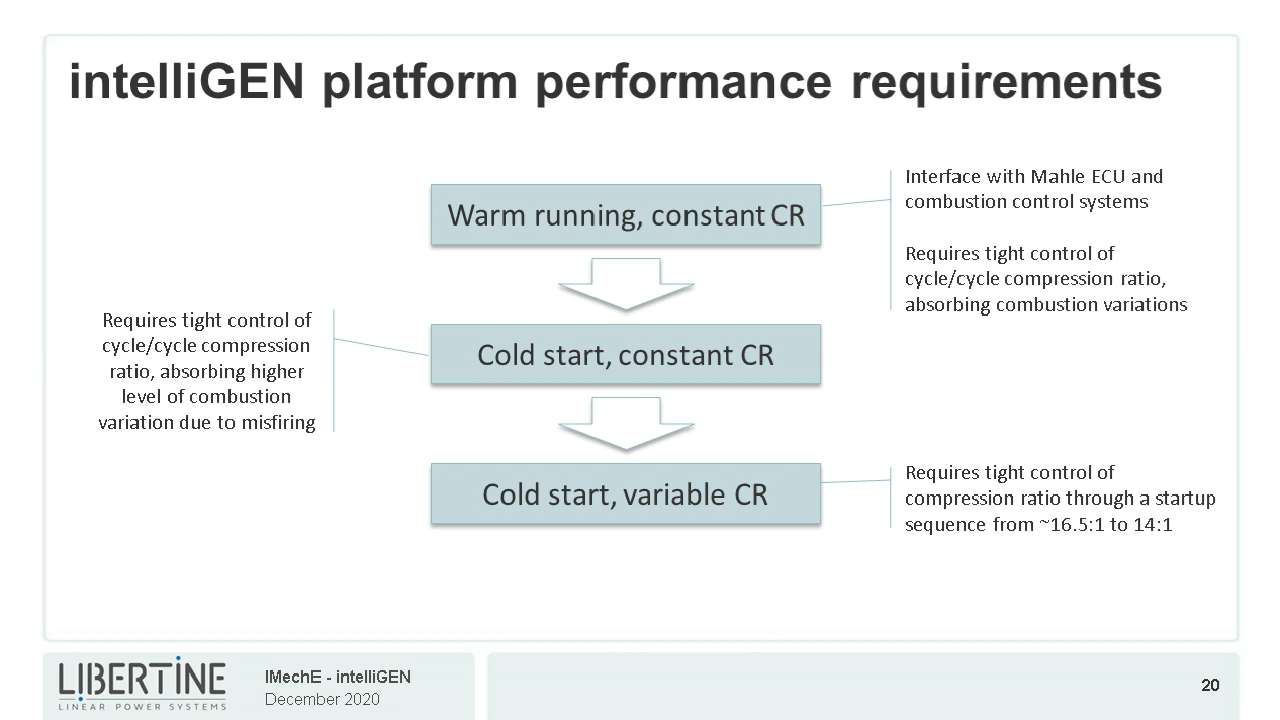 intelliGEN platform performance requirements
Warm running, constant CR
Interface with Mahle ECU and
combustion control systems
Requires tight control of
cycle/cycle compression ratio,
absorbing combustion variations
Requires tight control of
cycle/cycle compression
ratio, absorbing higher
level of combustion
variation due to misfiring
Cold start, constant CR
Cold start, variable CR
Requires tight control of
compression ratio through a startup
sequence from ~16.5:1 to 14:1
LIBERTINE
LINEAR POWER SYSTEMS
IMechE - intelliGEN
December 2020
20